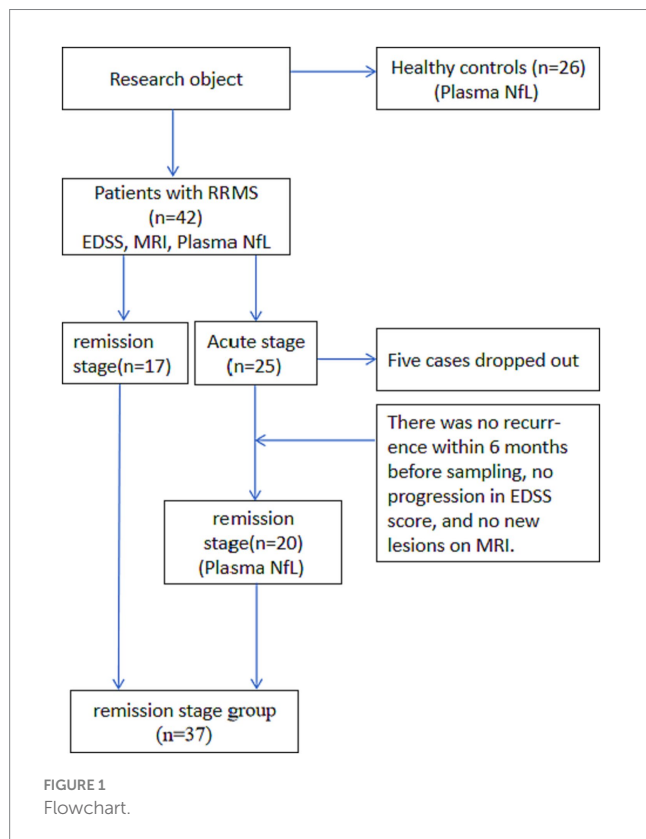 Research object
Healthy controls (n=26)
(Plasma NfL)
Patients with RRMS
(n=42)
EDSS, MRI, Plasma NfL
remission
stage(n=17)
Acute stage
(n=25)
Five cases dropped out
There was no recurr-
ence within 6 months
before sampling, no
progression in EDSS
score, and no new
lesions on MRI.
remission
stage(n=20)
(Plasma NfL)
remission stage group
(n=37)
FIGURE 1
Flowchart.